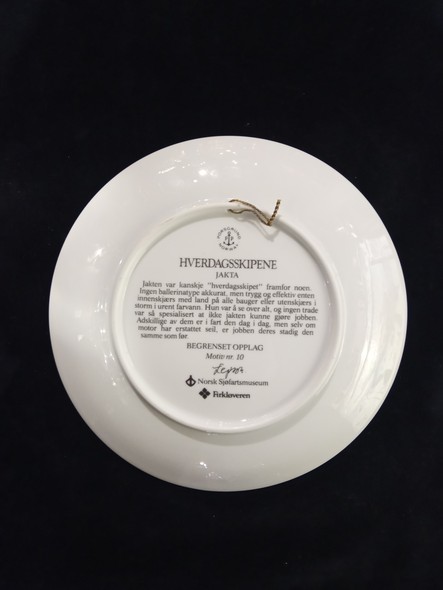 PORSGRUND
NORWAY
HVERDAGSSKIPENE
JAKTA
Jakten var kanskje "hverdagsskipet" framfor noen.
Ingen ballerinatype akkurat, men trygg og effektiv enten
innenskjærs med land på alle bauger eller utenskjærs i
storm i urent farvann. Hun var å se over alt, og ingen trade
var så spesialisert at ikke jakten kunne gjøre jobben.
Adskillige av dem er i fart den dag i dag, men selv om
motor har erstattet seil, er jobben deres stadig den
samme som før.
BEGRENSET OPPLAG
Motiv nr. 10
Norsk Sjøfartsmuseum
Firkløveren